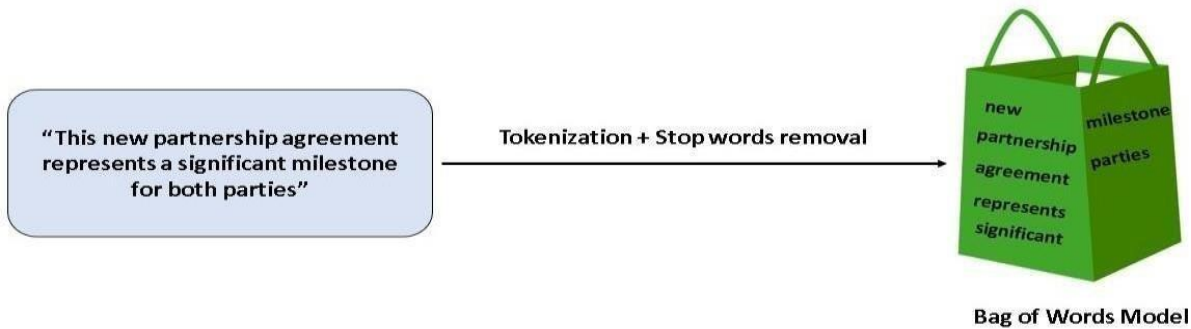 “This new partnership agreement
represents a significant milestone
for both parties”
Tokenization + Stop words removal
new
partnership
agreement
represents
significant
milestone
parties
Bag of Words Model